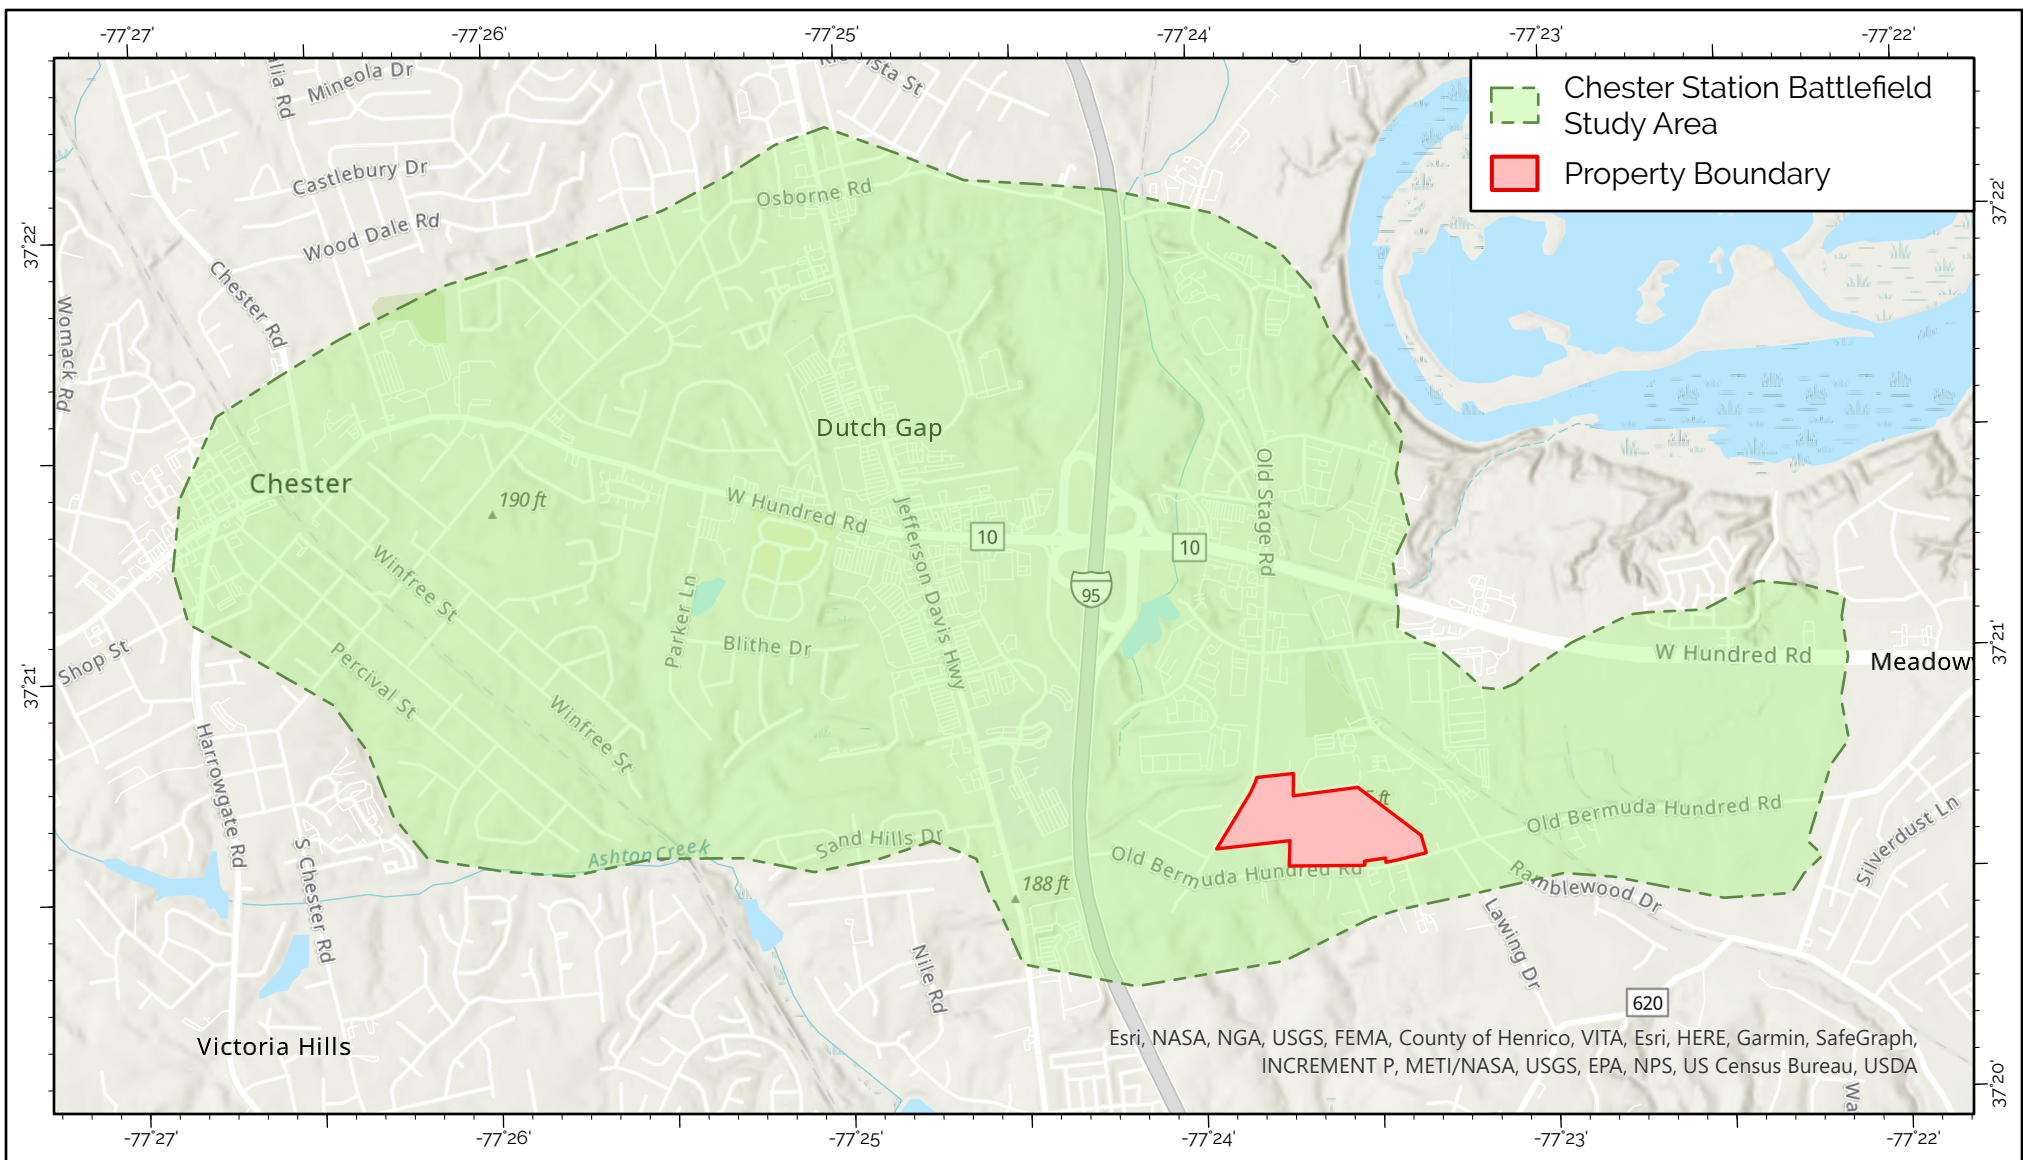 -77°27' -77°26' -77°25' -77°24' -77°23' -77°22'
Chester Station Battlefield
Study Area
Property Boundary
Mineola Dr
Castlebury Dr
Osborne Rd
Wood Dale Rd
37°22'
37°22'
Chester Rd
Womack Rd
Dutch Gap
Chester
190 ft
W Hundred Rd
Jefferson Davis Hwy
10
10
Old Stage Rd
95
Winfree St
Parker Ln
Blithe Dr
Shop St
Percival St
W Hundred Rd
37°21'
37°21'
Winfree St
Harrowgate Rd
Old Bermuda Hundred Rd
Silverdust Ln
Sand Hills Dr
Ashton Creek
Old Bermuda Hundred Rd
188 ft
Ramblewood Dr
S Chester Rd
Lawing Dr
Nile Rd
620
Victoria Hills
Esri, NASA, NGA, USGS, FEMA, County of Henrico, VITA, Esri, HERE, Garmin, SafeGraph,
INCREMENT P, METI/NASA, USGS, EPA, NPS, US Census Bureau, USDA
37°20'
-77°27' -77°26' -77°25' -77°24' -77°23' -77°22'